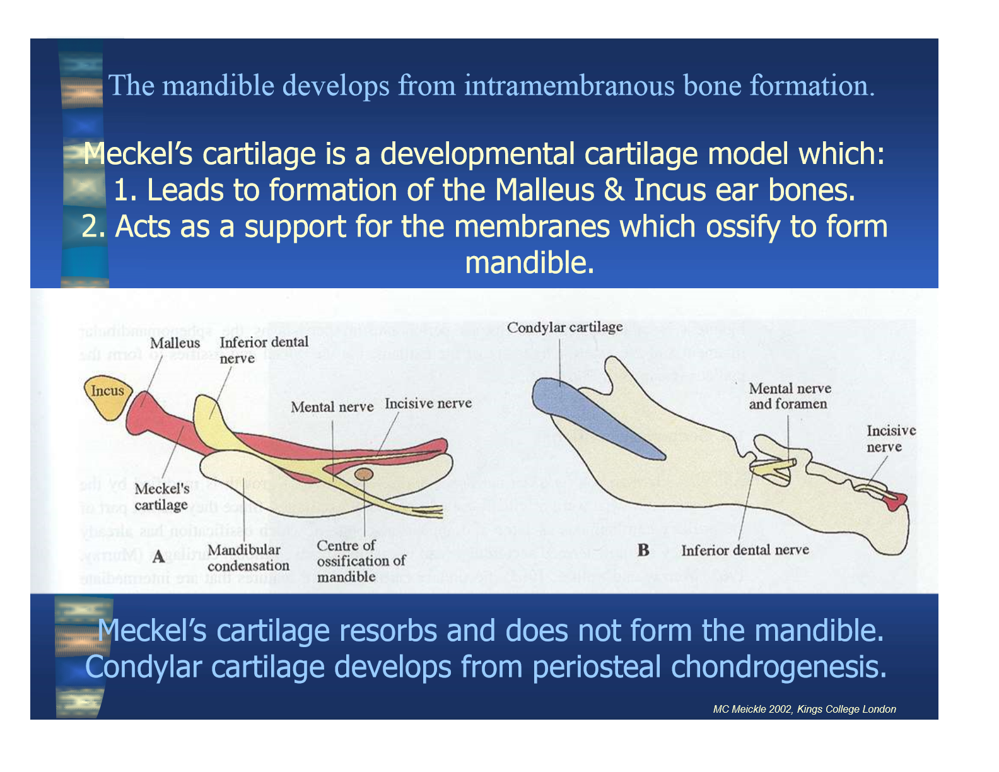 The mandible develops from intramembranous bone formation.
Meckel’s cartilage is a developmental cartilage model which:
1. Leads to formation of the Malleus & Incus ear bones.
2. Acts as a support for the membranes which ossify to form
mandible.
Malleus
Inferior dental
nerve
Incus
Mental nerve
Incisive nerve
Meckel's
cartilage
A
Mandibular
condensation
Centre of
ossification of
mandible
Condylar cartilage
Mental nerve
and foramen
Incisive
nerve
B
Inferior dental nerve
Meckel’s cartilage resorbs and does not form the mandible.
Condylar cartilage develops from periosteal chondrogenesis.
MC Meickle 2002, Kings College London